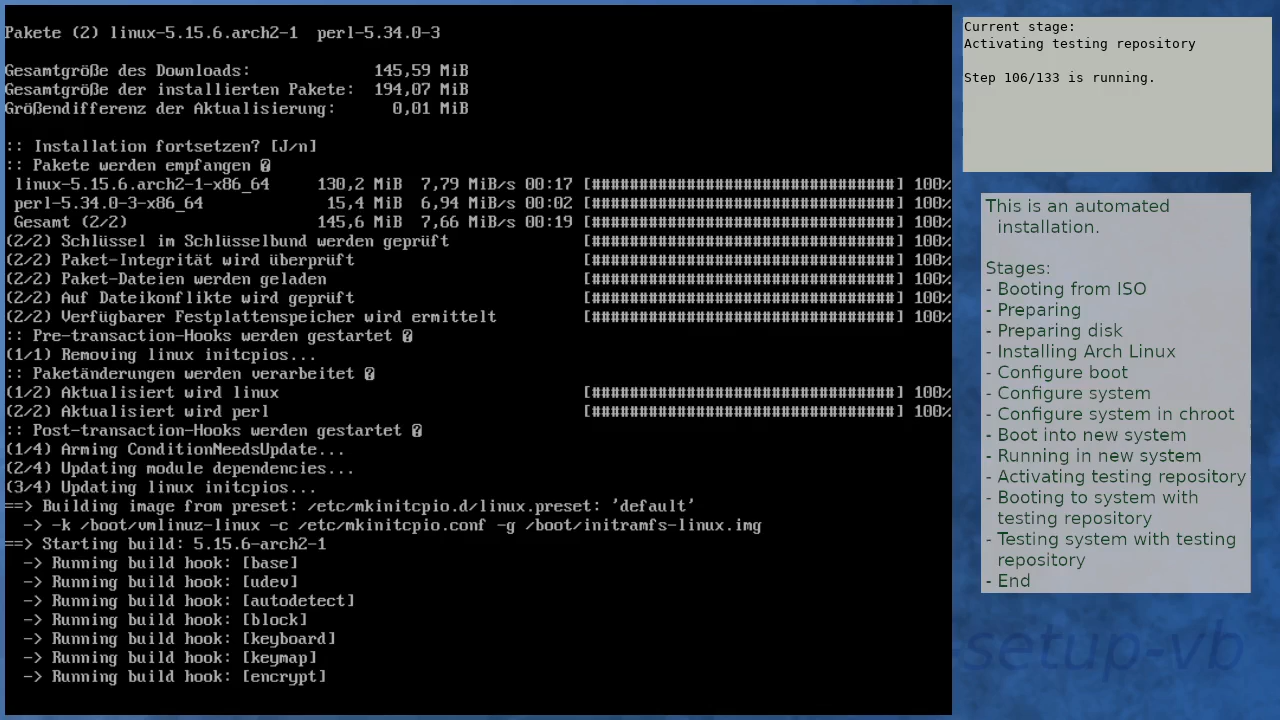 Pakete (2) linux-5.15.6.arch2-1  perl-5.34.0-3
Gesamtgröße des Downloads:             145,59 MiB
Gesamtgröße der installierten Pakete:  194,07 MiB
Größendifferenz der Aktualisierung:      0,01 MiB
:: Installation fortsetzen? [J/n]
:: Pakete werden empfangen �
linux-5.15.6.arch2-1-x86_64     130,2 MiB  7,79 MiB/s 00:17 [################################] 100%
perl-5.34.0-3-x86_64             15,4 MiB  6,94 MiB/s 00:02 [################################] 100%
Gesamt (2/2)                    145,6 MiB  7,66 MiB/s 00:19 [################################] 100%
(2/2) Schlüssel im Schlüsselbund werden geprüft              [################################] 100%
(2/2) Paket-Integrität wird überprüft                        [################################] 100%
(2/2) Paket-Dateien werden geladen                           [################################] 100%
(2/2) Auf Dateikonflikte wird geprüft                        [################################] 100%
(2/2) Verfügbarer Festplattenspeicher wird ermittelt         [################################] 100%
:: Pre-transaction-Hooks werden gestartet �
(1/1) Removing linux initcpios...
:: Paketänderungen werden verarbeitet �
(1/2) Aktualisiert wird linux                                [################################] 100%
(2/2) Aktualisiert wird perl                                 [################################] 100%
:: Post-transaction-Hooks werden gestartet �
(1/4) Arming ConditionNeedsUpdate...
(2/4) Updating module dependencies...
(3/4) Updating linux initcpios...
==> Building image from preset: /etc/mkinitcpio.d/linux.preset: 'default'
-> -k /boot/vmlinuz-linux -c /etc/mkinitcpio.conf -g /boot/initramfs-linux.img
==> Starting build: 5.15.6-arch2-1
-> Running build hook: [base]
-> Running build hook: [udev]
-> Running build hook: [autodetect]
-> Running build hook: [block]
-> Running build hook: [keyboard]
-> Running build hook: [keymap]
-> Running build hook: [encrypt]
Current stage:
Activating testing repository
Step 106/133 is running.
This is an automated
installation.
Stages:
- Booting from ISO
- Preparing
- Preparing disk
- Installing Arch Linux
- Configure boot
- Configure system
- Configure system in chroot
- Boot into new system
- Running in new system
- Activating testing repository
- Booting to system with
testing repository
- Testing system with testing
repository
- End
-setup-vb